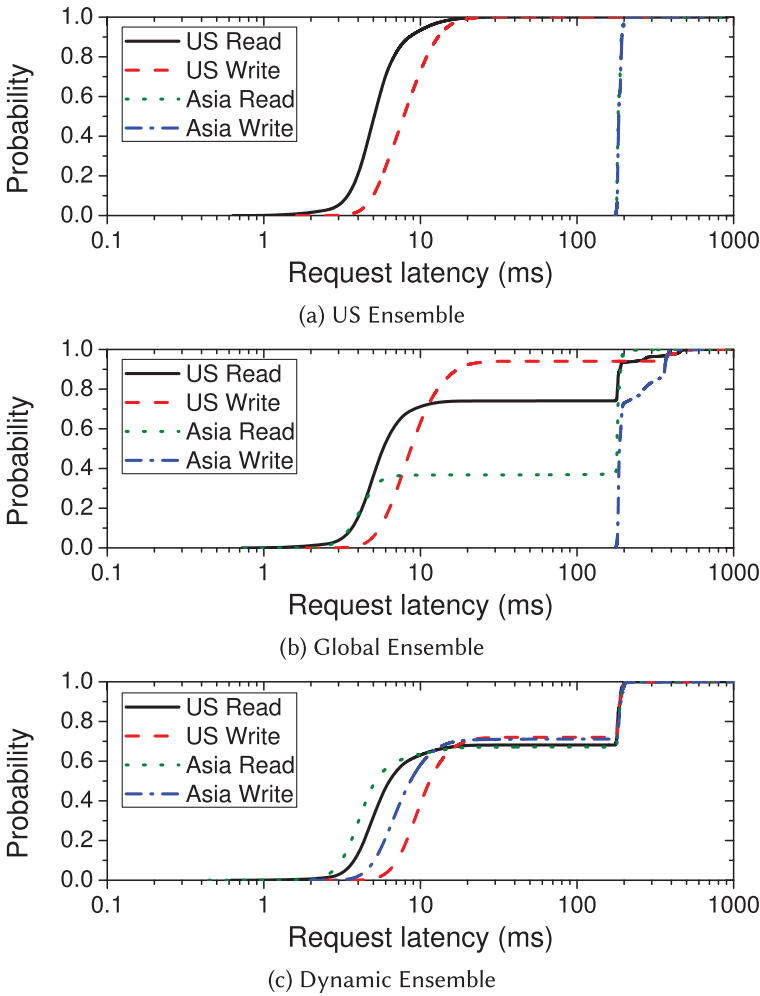 1.0
0.8
0.6
0.4
0.2
0.0
Probability
US Read
US Write
Asia Read
Asia Write
0.1 1 10 100 1000
Request latency (ms)
(a) US Ensemble
1.0
0.8
0.6
0.4
0.2
0.0
Probability
US Read
US Write
Asia Read
Asia Write
0.1 1 10 100 1000
Request latency (ms)
(b) Global Ensemble
1.0
0.8
0.6
0.4
0.2
0.0
Probability
US Read
US Write
Asia Read
Asia Write
0.1 1 10 100 1000
Request latency (ms)
(c) Dynamic Ensemble